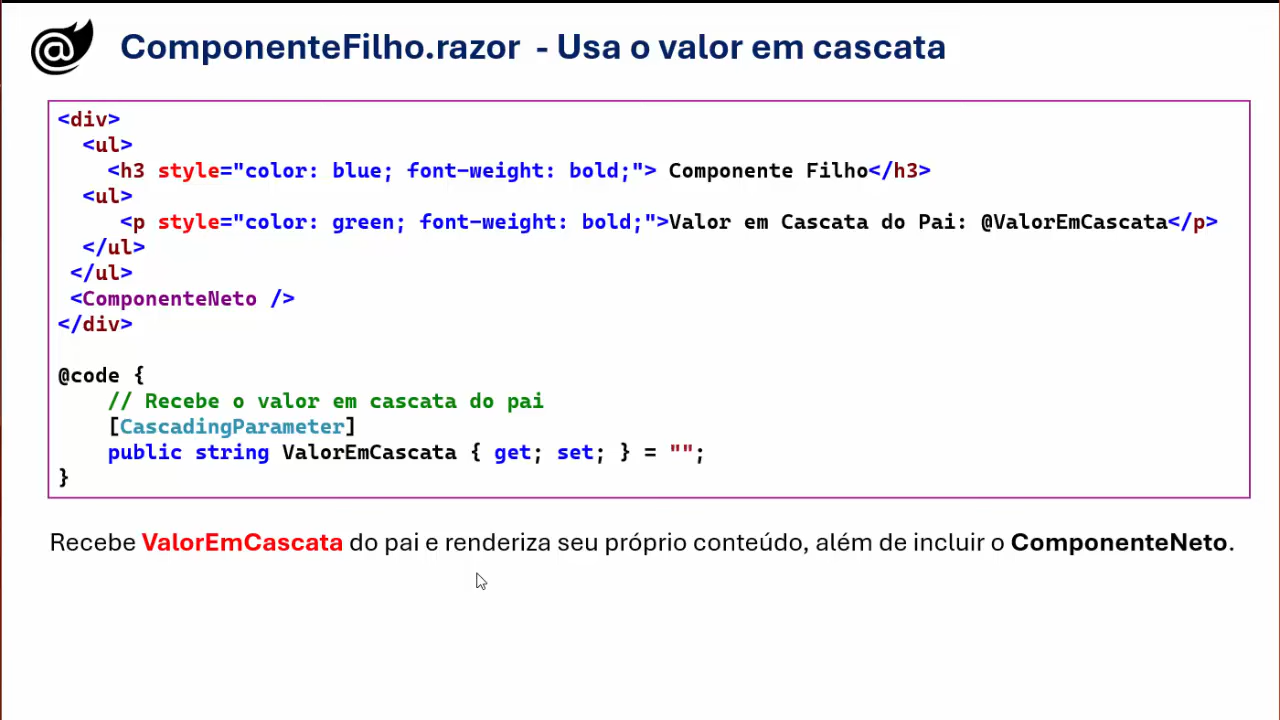 @ ComponenteFilho.razor - Usa o valor em cascata
<div>
<ul>
<h3 style="color: blue; font-weight: bold;"> Componente Filho</h3>
<ul>
<p style="color: green; font-weight: bold;">Valor em Cascata do Pai: @ValorEmCascata</p>
</ul>
</ul>
<ComponenteNeto />
</div>
@code {
// Recebe o valor em cascata do pai
[CascadingParameter]
public string ValorEmCascata { get; set; } = "";
}
Recebe ValorEmCascata do pai e renderiza seu próprio conteúdo, além de incluir o ComponenteNeto.